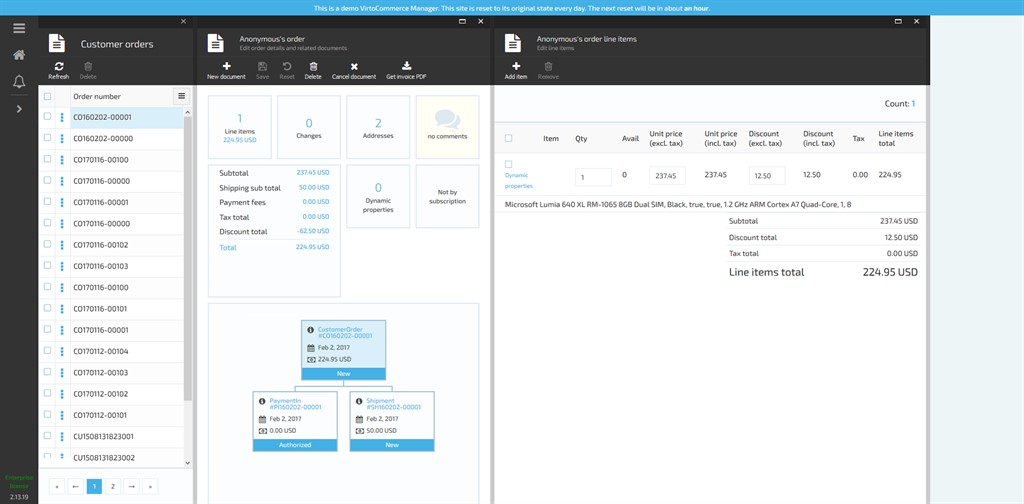 This is a demo VirtoCommerce Manager. This site is reset to its original state every day. The next reset will be in about an hour.
Customer orders
Refresh
Delete
Order number
CO160202-00001
CO160202-00000
CO170116-00100
CO170116-00000
CO170116-00001
CO170116-00000
CO170116-00102
CO170116-00103
CO170116-00100
CO170116-00101
CO170116-00001
CO170112-00104
CO170112-00103
CO170112-00102
CO170112-00101
CU1508131823001
CU1508131823002
« ← 1 2 → »
Enterprise
license
2.13.19
Anonymous's order
Edit order details and related documents
New document
Save
Reset
Delete
Cancel document
Get invoice PDF
1
Line items
224.95 USD
0
Changes
2
Addresses
no comments
Subtotal 237.45 USD
Shipping sub total 50.00 USD
Payment fees 0.00 USD
Tax total 0.00 USD
Discount total -62.50 USD
Total 224.95 USD
0
Dynamic
properties
Not by
subscription
CustomerOrder
#CO160202-00001
Feb 2, 2017
224.95 USD
New
PaymentIn
#PI160202-00001
Feb 2, 2017
0.00 USD
Authorized
Shipment
#SH160202-00001
Feb 2, 2017
50.00 USD
New
Anonymous's order line items
Edit line items
Add item
Remove
Count: 1
Item
Qty
Avail
Unit price
(excl. tax)
Unit price
(incl. tax)
Discount
(excl. tax)
Discount
(incl. tax)
Tax
Line items
total
Dynamic
properties
1
0
237.45
237.45
12.50
12.50
0.00
224.95
Microsoft Lumia 640 XL RM-1065 8GB Dual SIM, Black, true, true, 1.2 GHz ARM Cortex A7 Quad-Core, 1, 8
Subtotal 237.45 USD
Discount total 12.50 USD
Tax total 0.00 USD
Line items total 224.95 USD